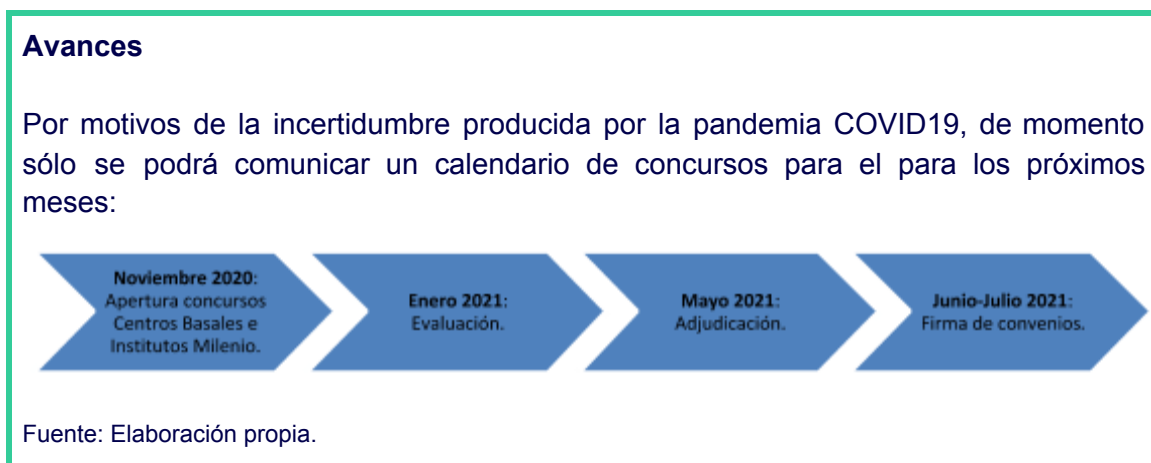 Avances
Por motivos de la incertidumbre producida por la pandemia COVID19, de momento
sólo se podrá comunicar un calendario de concursos para el para los próximos
meses:
Noviembre 2020:
Apertura concursos
Centros Basales e
Institutos Milenio.
Enero 2021:
Evaluación.
Mayo 2021:
Adjudicación.
Junio-Julio 2021:
Firma de convenios.
Fuente: Elaboración propia.